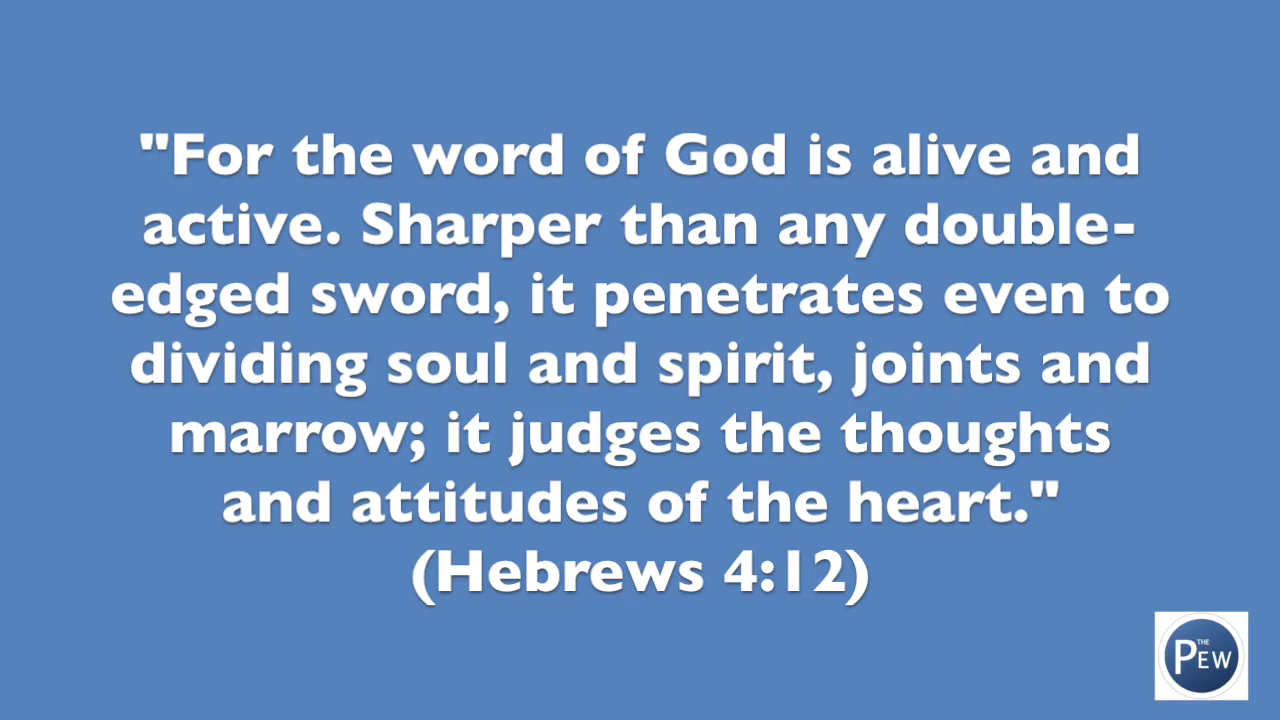 "For the word of God is alive and
active. Sharper than any double-
edged sword, it penetrates even to
dividing soul and spirit, joints and
marrow; it judges the thoughts
and attitudes of the heart."
(Hebrews 4:12)
THE
PEW